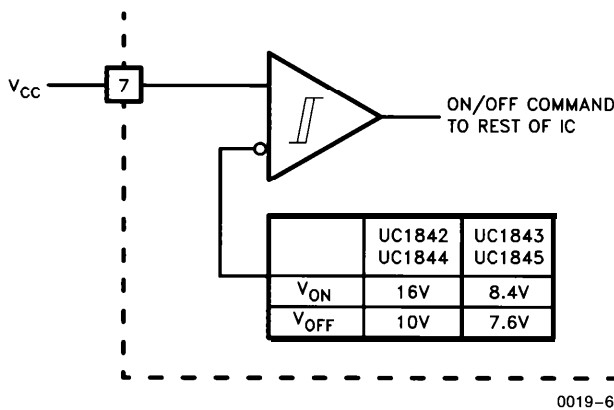 V_CC
7
ON/OFF COMMAND
TO REST OF IC
UC1842 UC1843
UC1844 UC1845
V_ON 16V 8.4V
V_OFF 10V 7.6V
0019-6